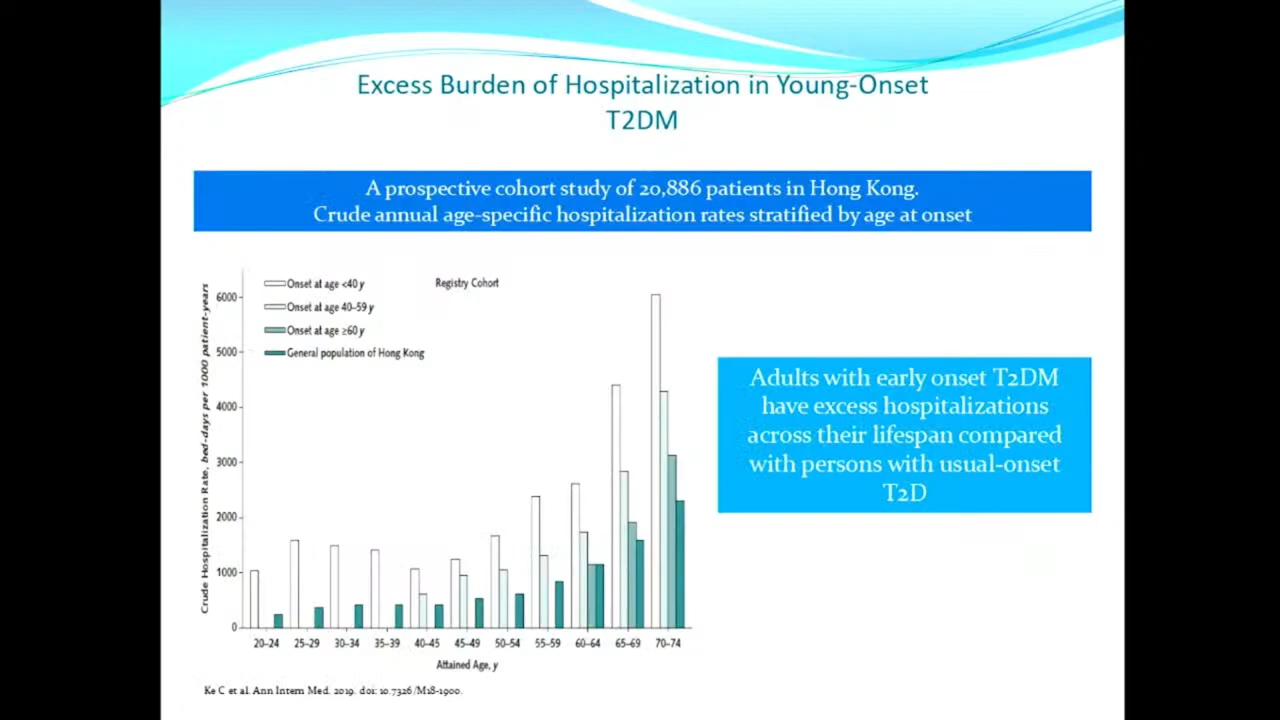 Excess Burden of Hospitalization in Young-Onset
T2DM
A prospective cohort study of 20,886 patients in Hong Kong.
Crude annual age-specific hospitalization rates stratified by age at onset
Onset at age <40 y
Registry Cohort
Onset at age 40–59 y
Onset at age ≥60 y
General population of Hong Kong
Crude Hospitalization Rate, bed-days per 1000 patient-years
6000
5000
4000
3000
2000
1000
0
20–24 25–29 30–34 35–39 40–45 45–49 50–54 55–59 60–64 65–69 70–74
Attained Age, y
Adults with early onset T2DM
have excess hospitalizations
across their lifespan compared
with persons with usual-onset
T2D
Ke C et al. Ann Intern Med. 2019. doi: 10.7326/M18-1900.